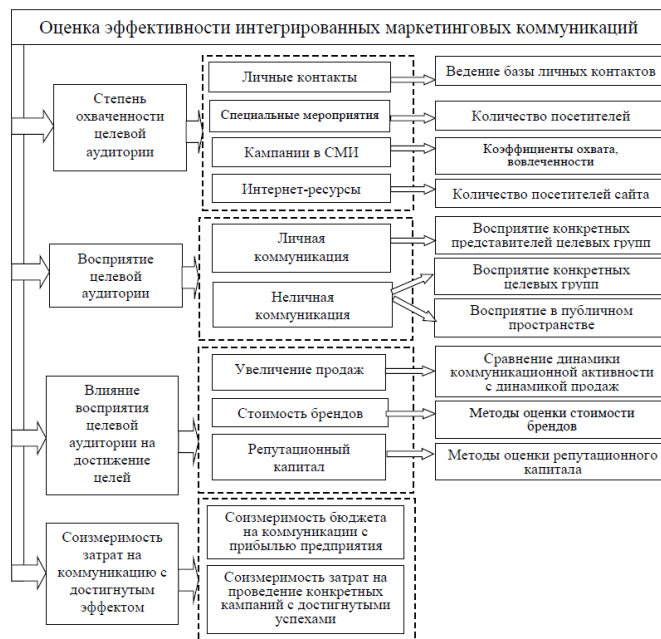 Оценка эффективности интегрированных маркетинговых коммуникаций
Степень
охваченности
целевой
аудитории
Личные контакты
Ведение базы личных контактов
Специальные мероприятия
Количество посетителей
Кампании в СМИ
Коэффициенты охвата,
вовлеченности
Интернет-ресурсы
Количество посетителей сайта
Восприятие
целевой
аудитории
Личная
коммуникация
Восприятие конкретных
представителей целевых групп
Неличная
коммуникация
Восприятие конкретных
целевых групп
Восприятие в публичном
пространстве
Влияние
восприятия
целевой
аудитории на
достижение
целей
Увеличение продаж
Сравнение динамики
коммуникационной активности
с динамикой продаж
Стоимость брендов
Методы оценки стоимости
брендов
Репутационный
капитал
Методы оценки репутационного
капитала
Соизмеримость
затрат на
коммуникацию с
достигнутым
эффектом
Соизмеримость бюджета
на коммуникации с
прибылью предприятия
Соизмеримость затрат на
проведение конкретных
кампаний с достигнутыми
успехами